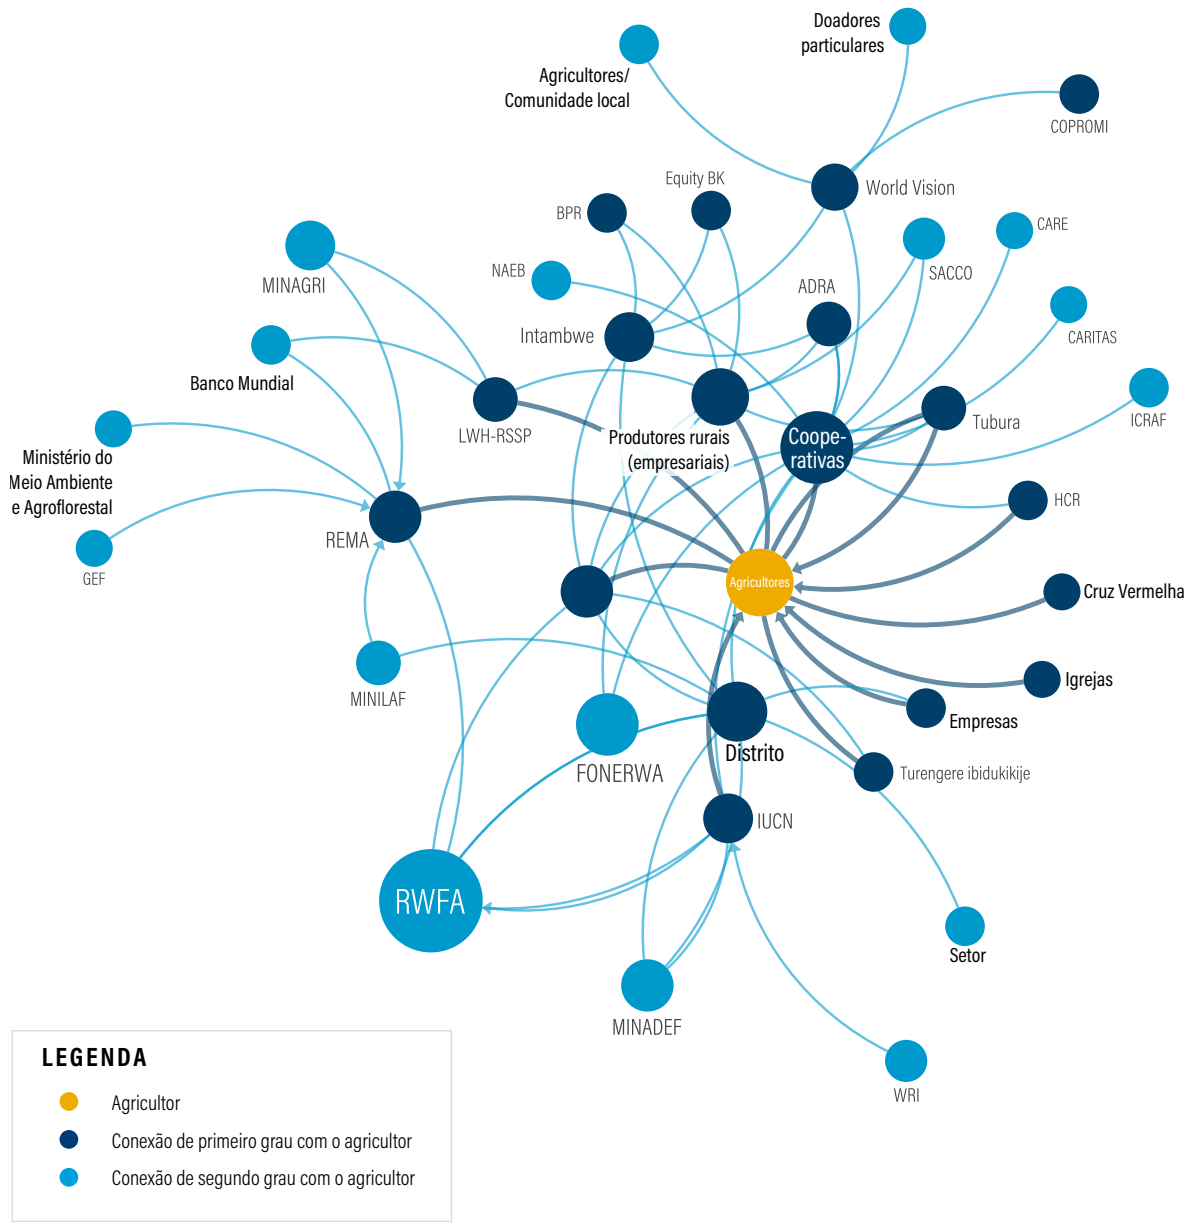 Doadores
particulares
Agricultores/
Comunidade local
COPROMI
Equity BK
World Vision
BPR
CARE
NAEB
SACCO
MINAGRI
ADRA
Intambwe
CARITAS
Banco Mundial
ICRAF
LWH-RSSP
Tubura
Produtores rurais
(empresariais)
Coope-
rativas
Ministério do
Meio Ambiente
e Agroflorestal
HCR
REMA
GEF
Agricultores
Cruz Vermelha
Igrejas
MINILAF
Empresas
Distrito
FONERWA
Turengere ibidukikije
IUCN
RWFA
Setor
MINADEF
WRI
LEGENDA
Agricultor
Conexão de primeiro grau com o agricultor
Conexão de segundo grau com o agricultor